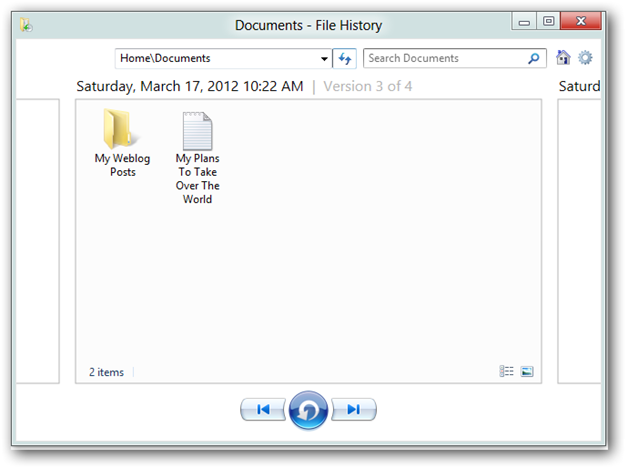 Documents - File History
Home\Documents
Search Documents
Saturday, March 17, 2012 10:22 AM | Version 3 of 4
Saturd
My Weblog
Posts
My Plans
To Take
Over The
World
2 items